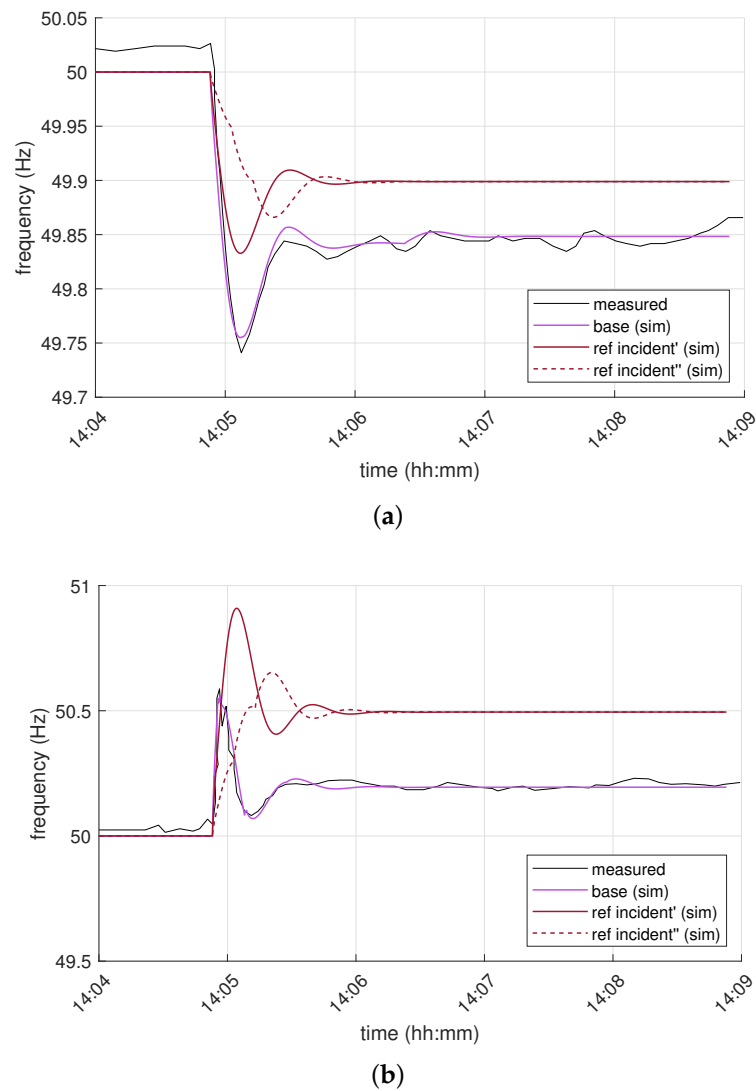 50.05
50
49.95
49.9
49.85
49.8
49.75
49.7
frequency (Hz)
measured
base (sim)
ref incident' (sim)
ref incident'' (sim)
14:04
14:05
14:06
14:07
14:08
14:09
time (hh:mm)
(a)
51
50.5
50
49.5
frequency (Hz)
measured
base (sim)
ref incident' (sim)
ref incident'' (sim)
14:04
14:05
14:06
14:07
14:08
14:09
time (hh:mm)
(b)